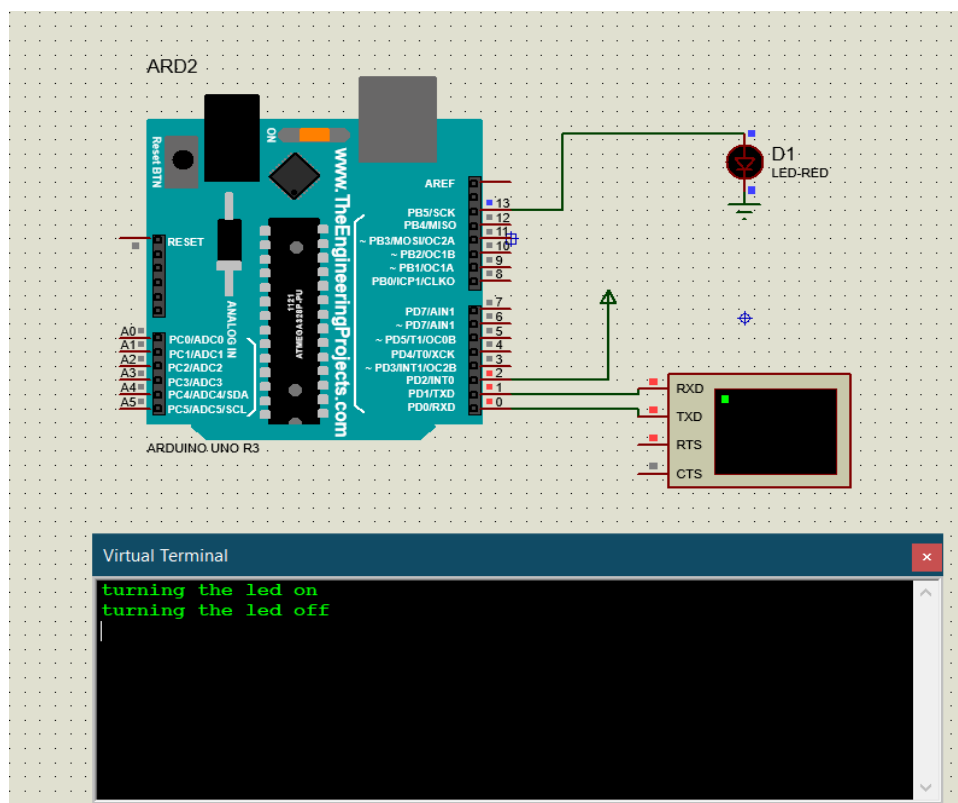 ARD2
Reset BTN
ON
www.TheEngineeringProjects.com
RESET
ANALOG IN
1121
ATMEGA328P-PU
AREF
PB5/SCK
PB4/MISO
~ PB3/MOSI/OC2A
~ PB2/OC1B
~ PB1/OC1A
PB0/ICP1/CLKO
PD7/AIN1
~ PD7/AIN1
~ PD5/T1/OC0B
PD4/T0/XCK
~ PD3/INT1/OC2B
PD2/INT0
PD1/TXD
PD0/RXD
13
12
11
10
9
8
7
6
5
4
3
2
1
0
A0
A1
A2
A3
A4
A5
PC0/ADC0
PC1/ADC1
PC2/ADC2
PC3/ADC3
PC4/ADC4/SDA
PC5/ADC5/SCL
ARDUINO UNO R3
D1
LED-RED
RXD
TXD
RTS
CTS
Virtual Terminal
turning the led on
turning the led off